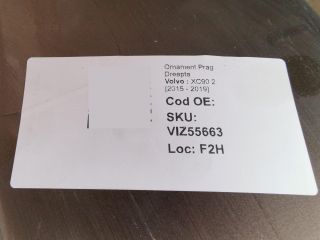 Ornament Prag
Dreapta
Volvo : XC90 2
(2015 - 2019)
Cod OE:
SKU:
VIZ55663
Loc: F2H